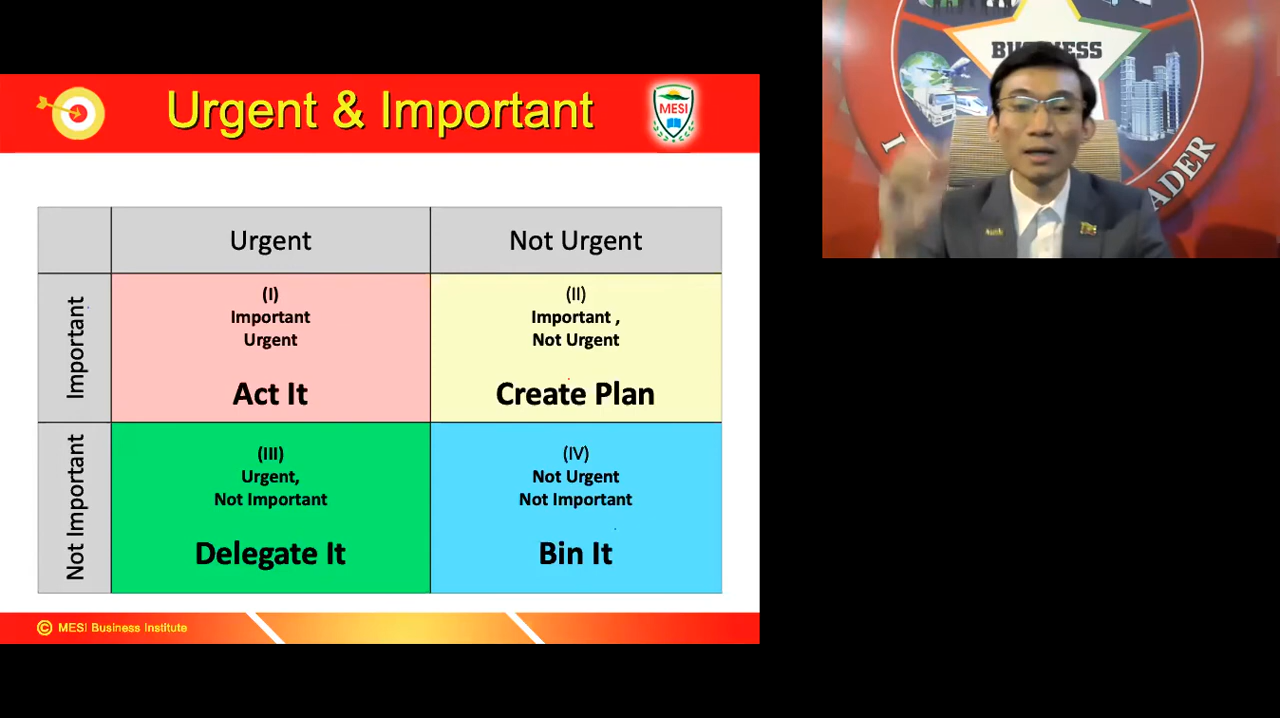 Urgent & Important
MESI
Urgent
Not Urgent
Important
(I)
Important
Urgent
Act It
(II)
Important ,
Not Urgent
Create Plan
Not Important
(III)
Urgent,
Not Important
Delegate It
(IV)
Not Urgent
Not Important
Bin It
© MESI Business Institute
BUSINESS
I